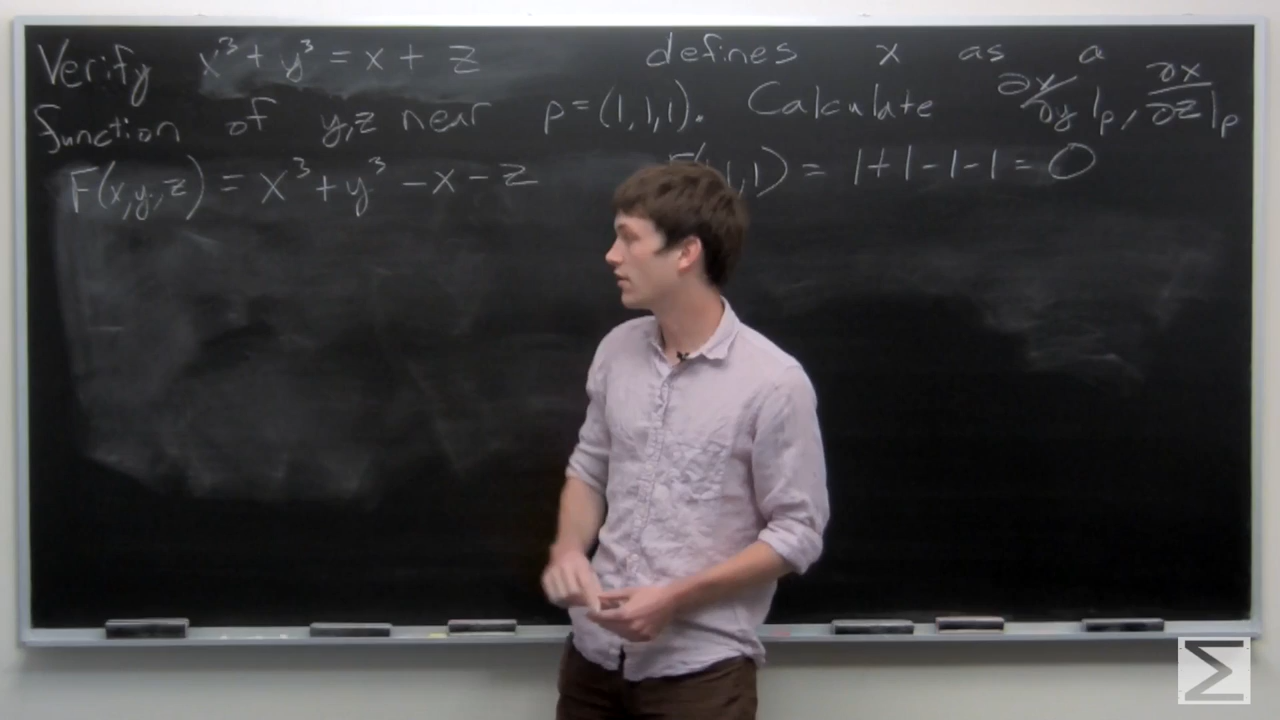 Verify x³ + y³ = x + z defines x as a
function of y,z near p=(1,1,1). Calculate ∂x/∂y|p, ∂x/∂z|p
F(x,y,z) = x³+y³ -x-z ,1) = 1+1-1-1=0
Σ